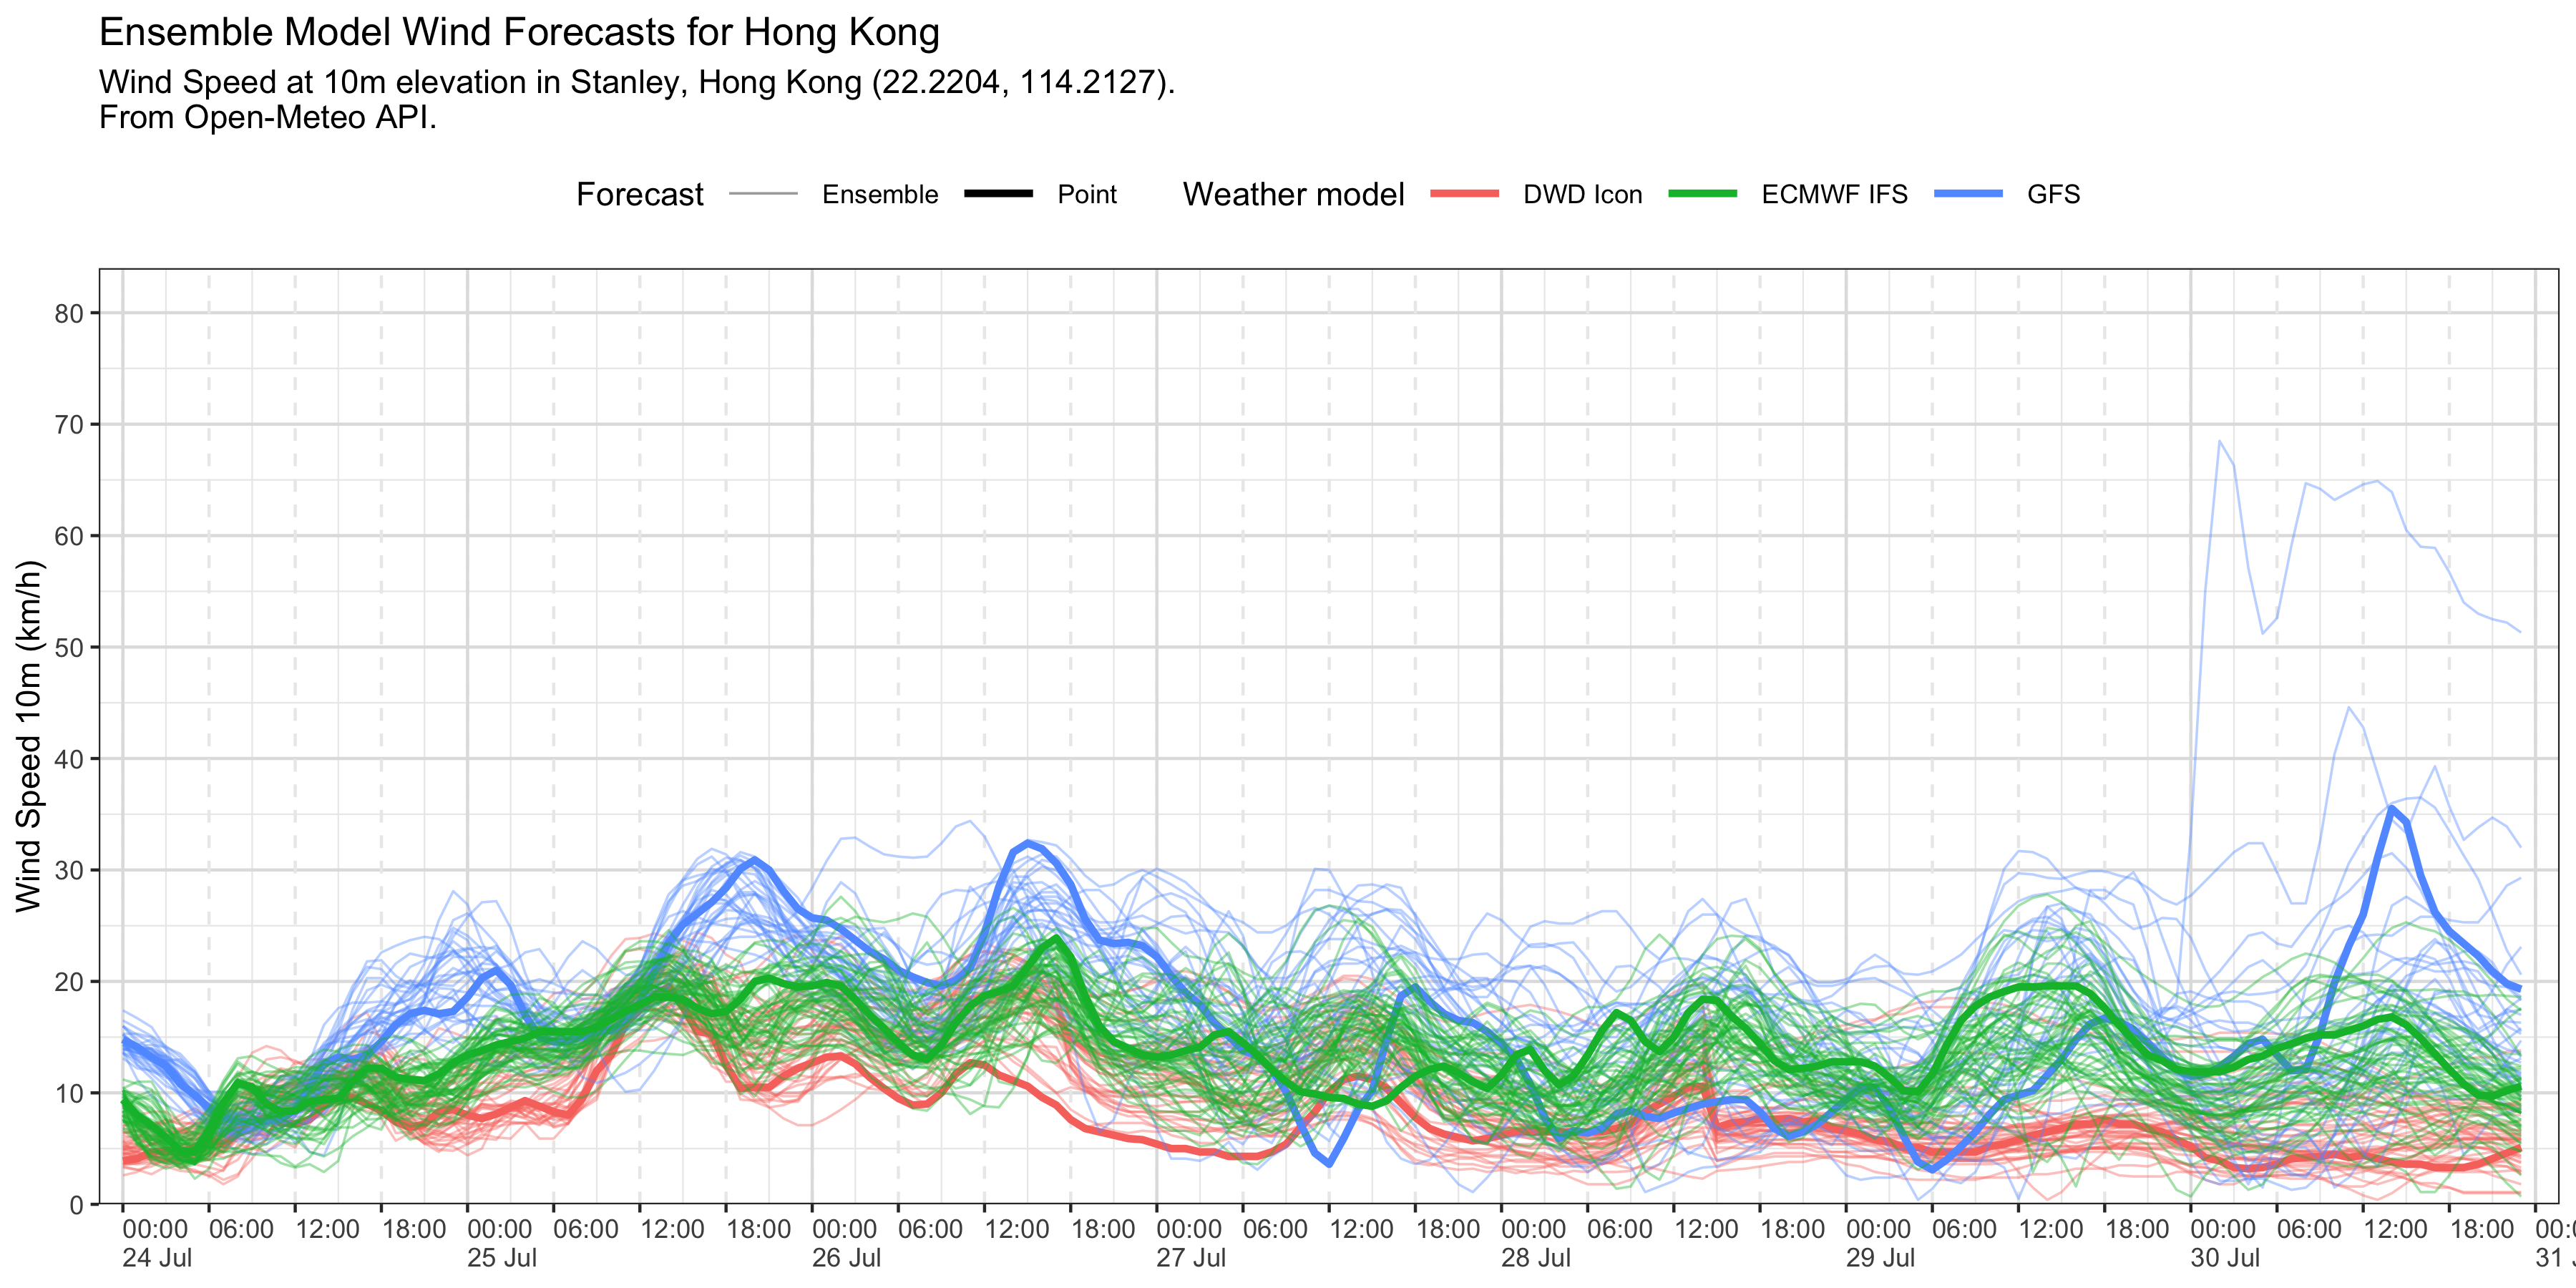 Ensemble Model Wind Forecasts for Hong Kong
Wind Speed at 10m elevation in Stanley, Hong Kong (22.2204, 114.2127).
From Open-Meteo API.
Forecast Ensemble Point Weather model DWD Icon ECMWF IFS GFS
Wind Speed 10m (km/h)
80
70
60
50
40
30
20
10
0
00:00 06:00 12:00 18:00 00:00 06:00 12:00 18:00 00:00 06:00 12:00 18:00 00:00 06:00 12:00 18:00 00:00 06:00 12:00 18:00 00:00 06:00 12:00 18:00 00:00 06:00 12:00 18:00 00:
24 Jul 25 Jul 26 Jul 27 Jul 28 Jul 29 Jul 30 Jul 31